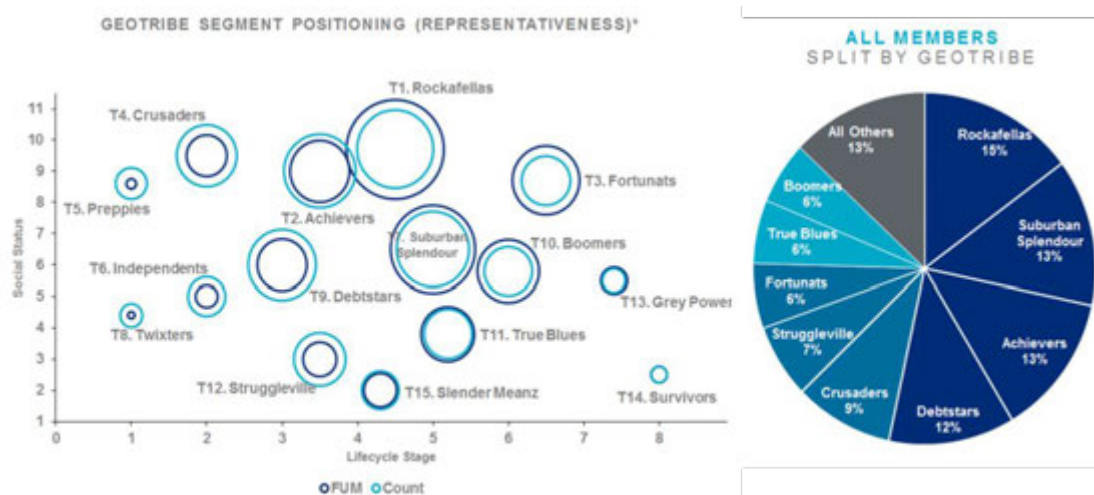 GEOTRIBE SEGMENT POSITIONING (REPRESENTATIVENESS)*
Social Status
11
10
9
8
7
6
5
4
3
2
1
0
1
2
3
4
5
6
7
8
Lifecycle Stage
T1. Rockafellas
T4. Crusaders
T3. Fortunats
T5. Preppies
T2. Achievers
T7. Suburban
Splendour
T10. Boomers
T6. Independents
T9. Debtstars
T13. Grey Power
T8. Twixters
T11. True Blues
T12. Struggleville
T15. Slender Meanz
T14. Survivors
FUM
Count
ALL MEMBERS
SPLIT BY GEOTRIBE
Rockafellas
15%
Suburban
Splendour
13%
Achievers
13%
Debtstars
12%
Crusaders
9%
Struggleville
7%
Fortunats
6%
True Blues
6%
Boomers
6%
All Others
13%